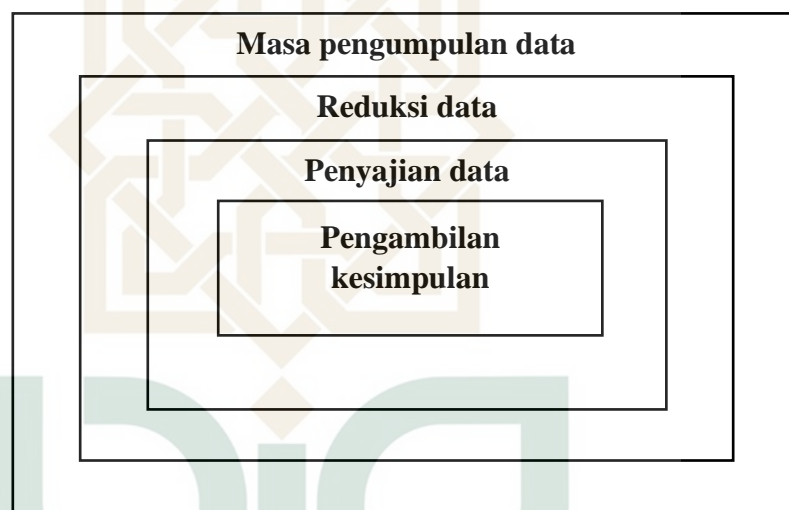 Masa pengumpulan data
Reduksi data
Penyajian data
Pengambilan
kesimpulan